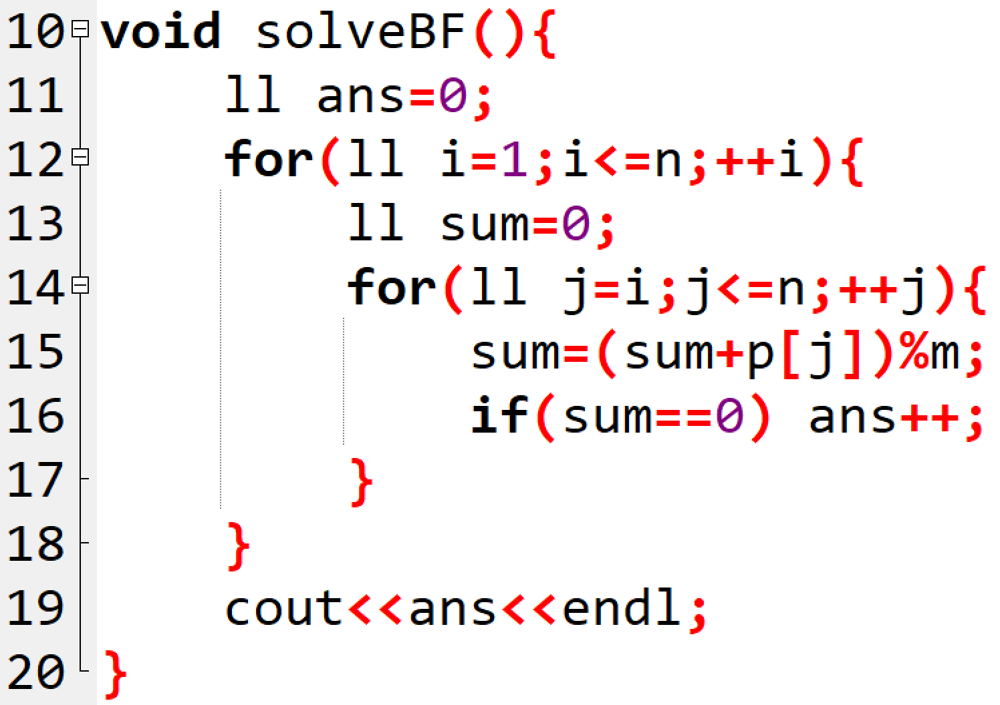 10 void solveBF(){
11     ll ans=0;
12     for(ll i=1;i<=n;++i){
13         ll sum=0;
14         for(ll j=i;j<=n;++j){
15             sum=(sum+p[j])%m;
16             if(sum==0) ans++;
17         }
18     }
19     cout<<ans<<endl;
20 }